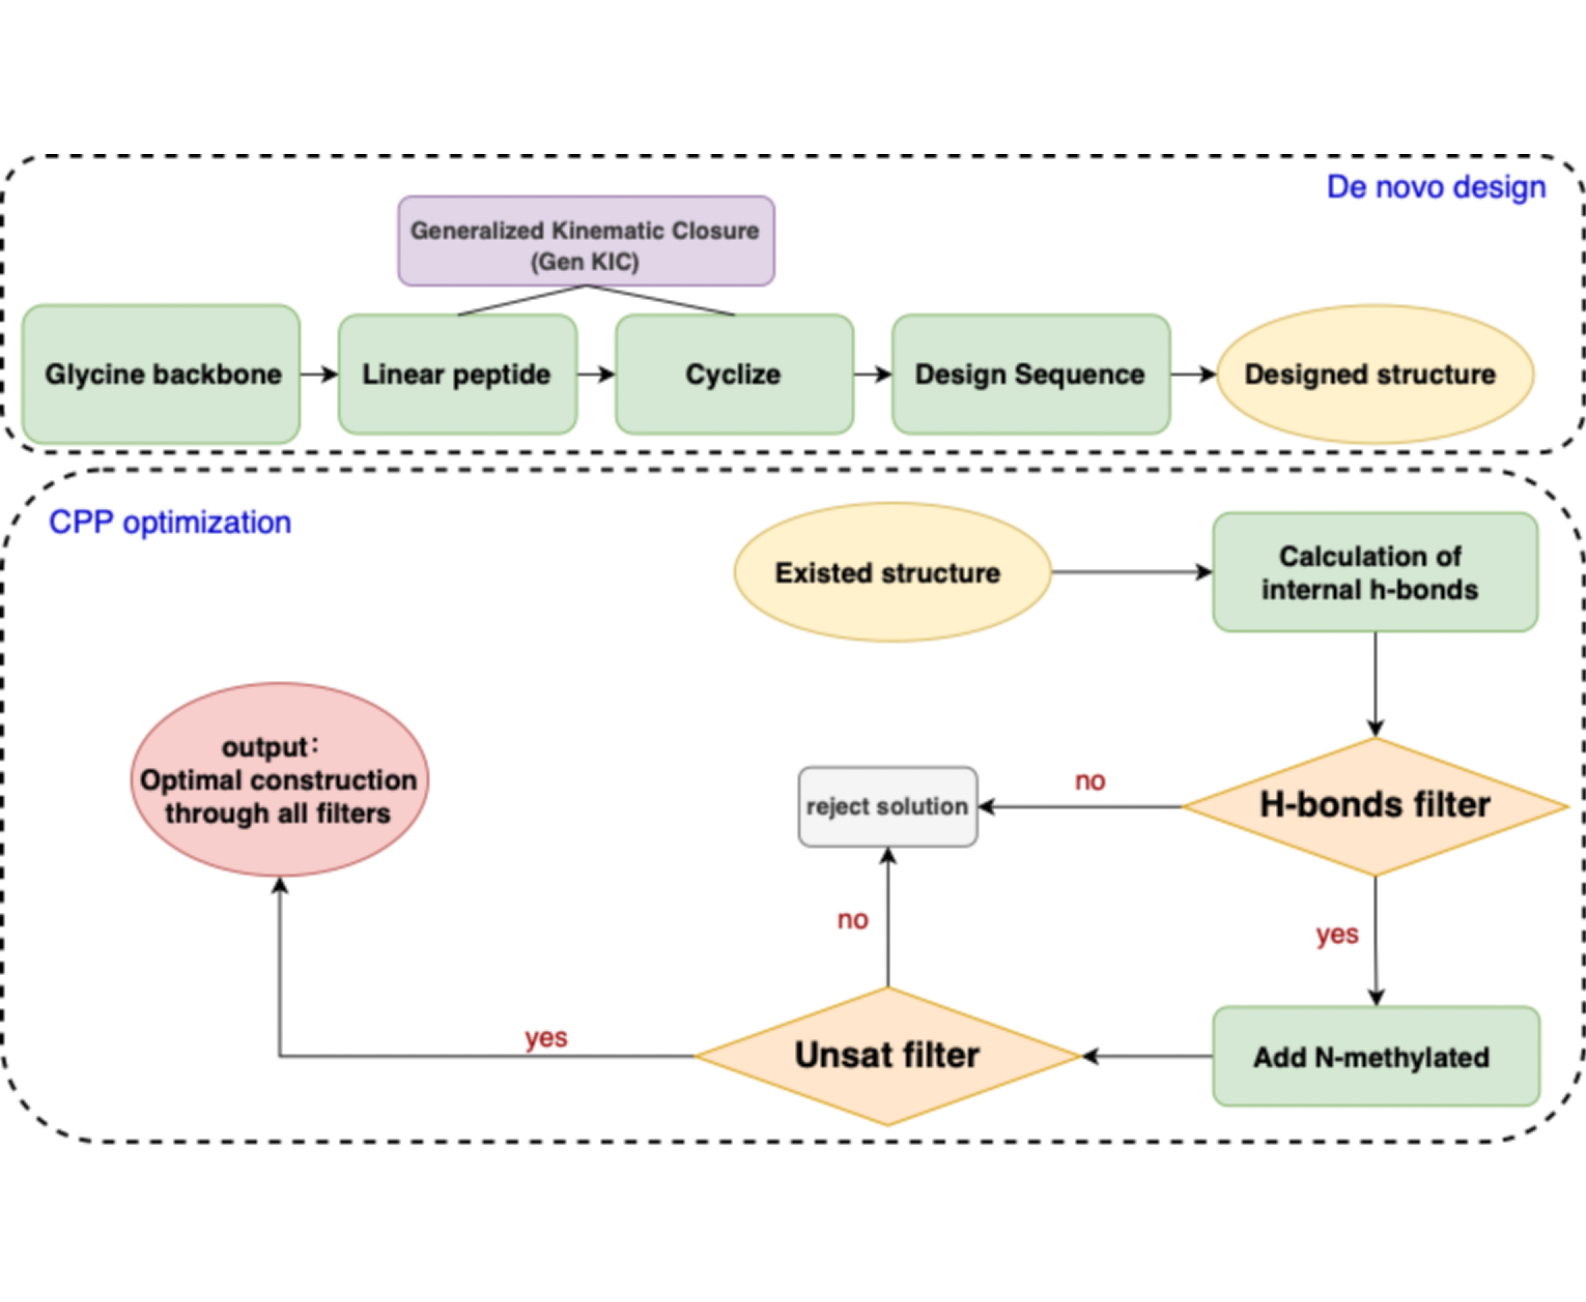 De novo design
Generalized Kinematic Closure
(Gen KIC)
Glycine backbone
Linear peptide
Cyclize
Design Sequence
Designed structure
CPP optimization
Existed structure
Calculation of
internal h-bonds
output:
Optimal construction
through all filters
reject solution
no
H-bonds filter
no
yes
yes
Unsat filter
Add N-methylated